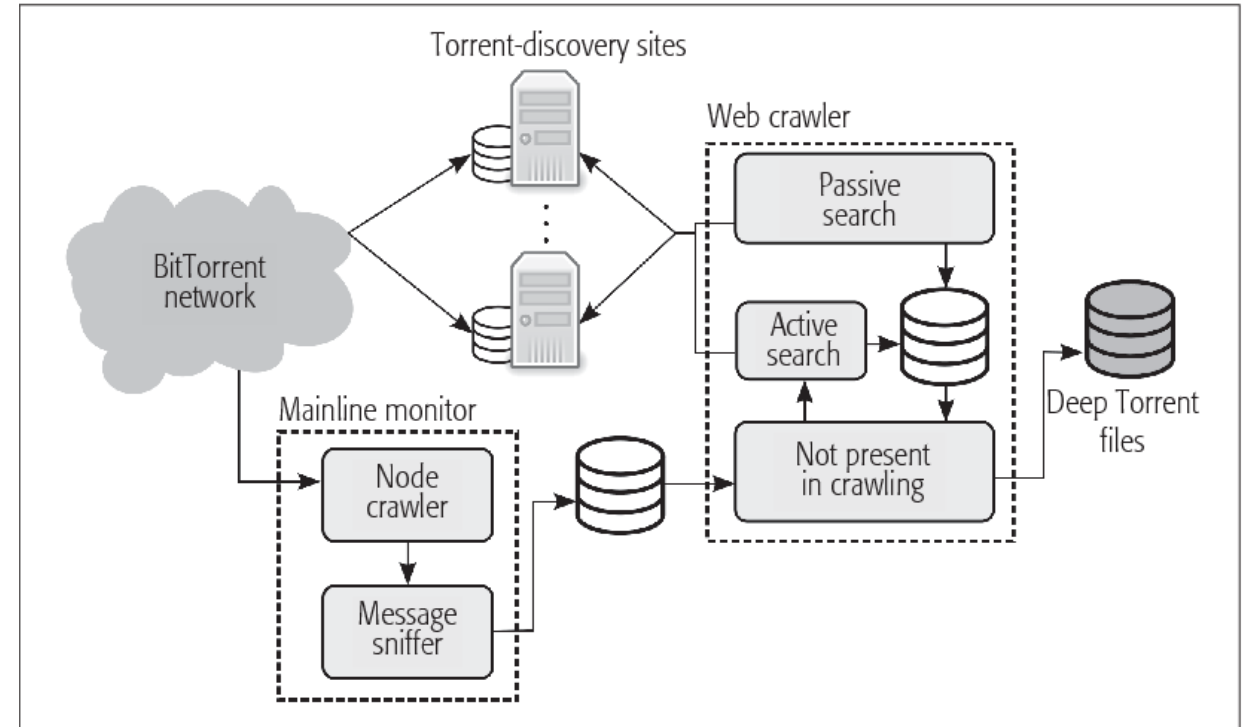 Torrent-discovery sites
Web crawler
Passive
search
BitTorrent
network
Active
search
Deep Torrent
files
Mainline monitor
Node
crawler
Not present
in crawling
Message
sniffer